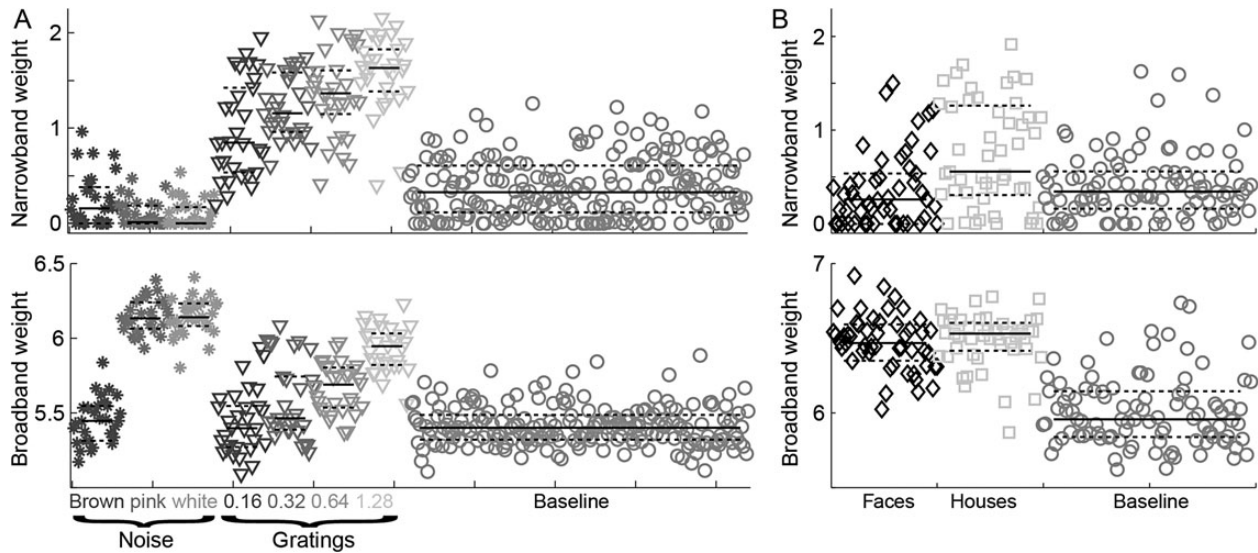 A
B
Narrowband weight
2
1
0
Narrowband weight
2
1
0
Broadband weight
6.5
6
5.5
Broadband weight
7
6
Brown pink white 0.16 0.32 0.64 1.28 Baseline
Noise Gratings
Faces Houses Baseline